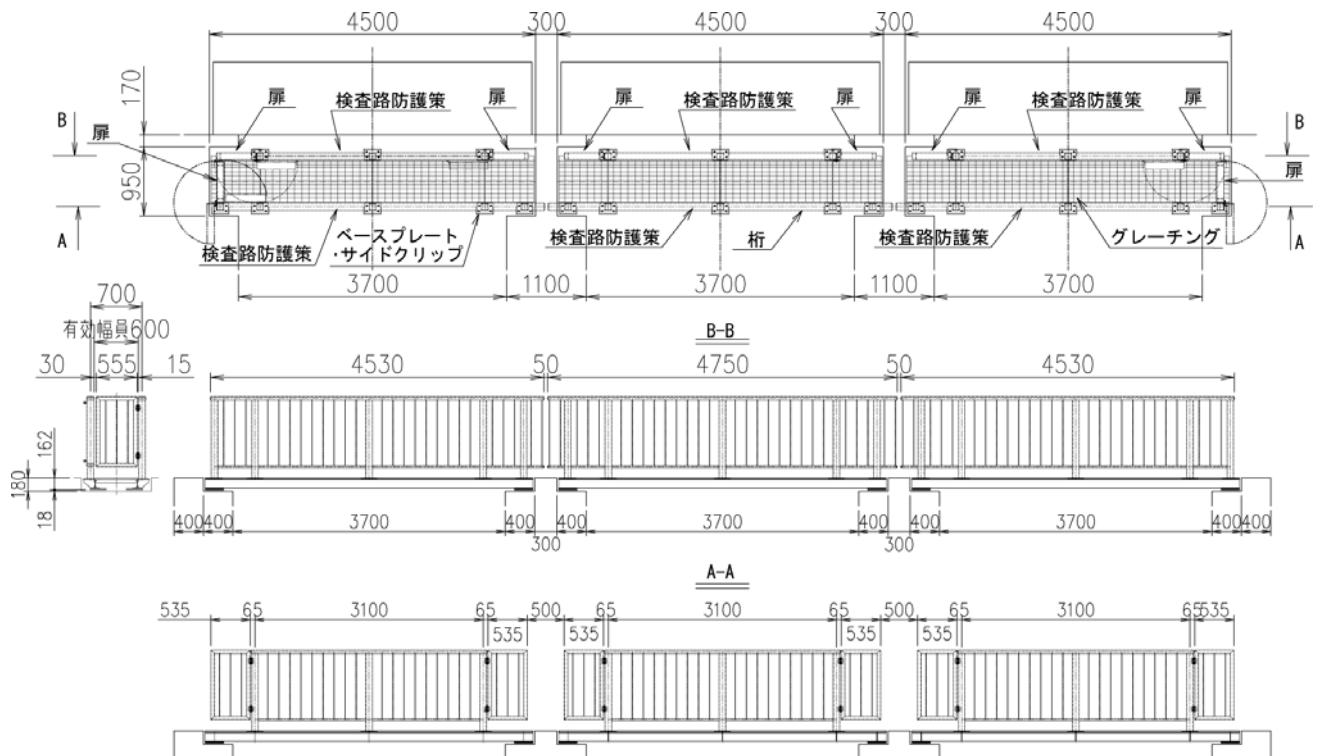 4500 300 4500 300 4500
170
扉 検査路防護策 扉 扉 検査路防護策 扉 扉 検査路防護策 扉
B B
扉 扉
950
A A
検査路防護策 ベースプレート 検査路防護策 桁 検査路防護策 グレーチング
・サイドクリップ
3700 1100 3700 1100 3700
700
有効幅員600
30 555 15
B-B
4530 50 4750 50 4530
162
180
18
400 400 3700 400 400 3700 400 400 3700 400 400
300 300
A-A
535 65 3100 65 500 65 3100 65 500 65 3100 65 535
535 535 535 535